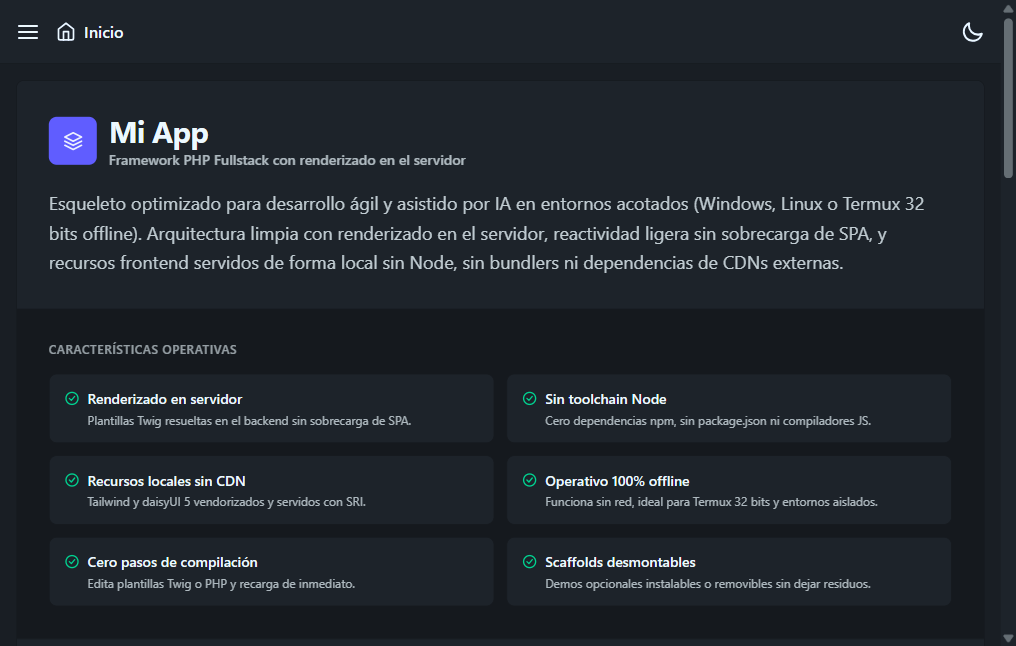 Inicio
Mi App
Framework PHP Fullstack con renderizado en el servidor
Esqueleto optimizado para desarrollo ágil y asistido por IA en entornos acotados (Windows, Linux o Termux 32
bits offline). Arquitectura limpia con renderizado en el servidor, reactividad ligera sin sobrecarga de SPA, y
recursos frontend servidos de forma local sin Node, sin bundlers ni dependencias de CDNs externas.
CARACTERÍSTICAS OPERATIVAS
Renderizado en servidor
Plantillas Twig resueltas en el backend sin sobrecarga de SPA.
Sin toolchain Node
Cero dependencias npm, sin package.json ni compiladores JS.
Recursos locales sin CDN
Tailwind y daisyUI 5 vendorizados y servidos con SRI.
Operativo 100% offline
Funciona sin red, ideal para Termux 32 bits y entornos aislados.
Cero pasos de compilación
Edita plantillas Twig o PHP y recarga de inmediato.
Scaffolds desmontables
Demos opcionales instalables o removibles sin dejar residuos.